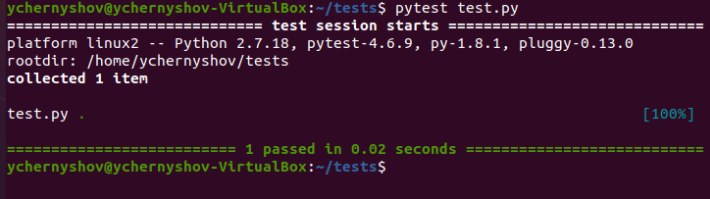 ychernyshov@ychernyshov-VirtualBox:~/tests$ pytest test.py
============================= test session starts ==============================
platform linux2 -- Python 2.7.18, pytest-4.6.9, py-1.8.1, pluggy-0.13.0
rootdir: /home/ychernyshov/tests
collected 1 item

test.py . [100%]

========================== 1 passed in 0.02 seconds ===========================
ychernyshov@ychernyshov-VirtualBox:~/tests$